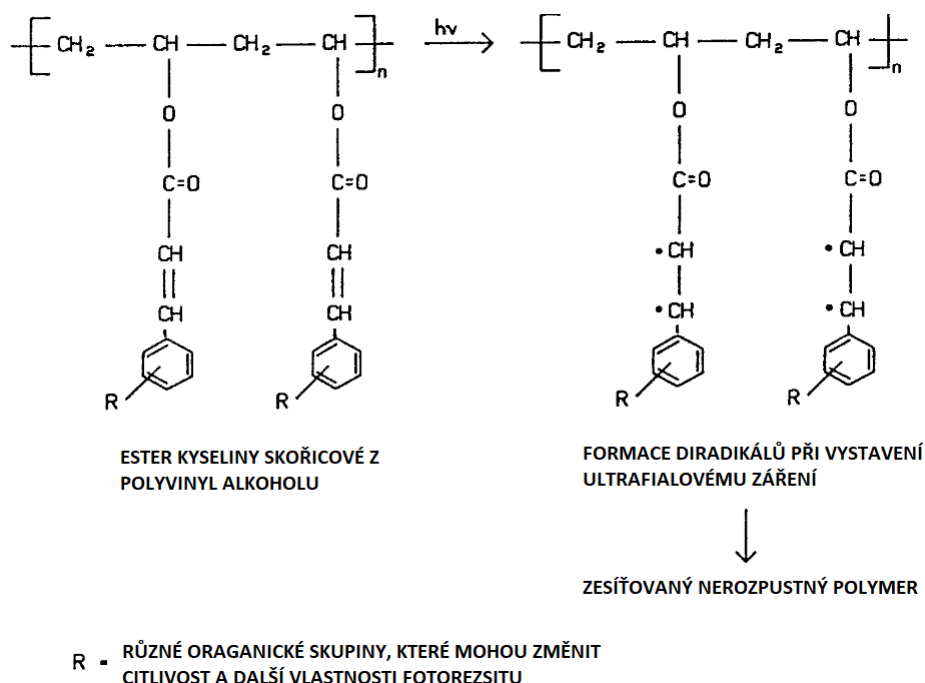 CH₂ — CH — CH₂ — CH n hν CH₂ — CH — CH₂ — CH n
O O O O
C=O C=O C=O C=O
CH CH •CH •CH
CH CH •CH •CH
R R R R
ESTER KYSELINY SKOŘICOVÉ Z
POLYVINYL ALKOHOLU
FORMACE DIRADIKÁLŮ PŘI VYSTAVENÍ
ULTRAFIALOVÉMU ZÁŘENÍ
ZESÍŤOVANÝ NEROZPUSTNÝ POLYMER
R - RŮZNÉ ORAGANICKÉ SKUPINY, KTERÉ MOHOU ZMĚNIT
CITLIVOST A DALŠÍ VLASTNOSTI FOTOREZSITU